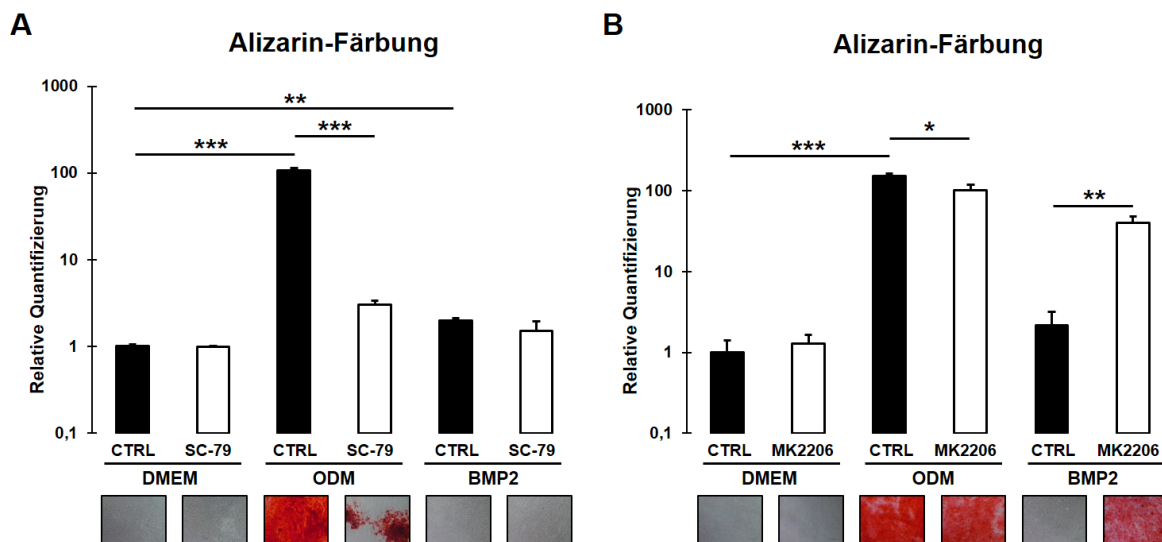 A
Alizarin-Färbung
Relative Quantifizierung
1000
100
10
1
0,1
**
***
***
CTRL SC-79 CTRL SC-79 CTRL SC-79
DMEM ODM BMP2
B
Alizarin-Färbung
Relative Quantifizierung
1000
100
10
1
0,1
***
*
**
CTRL MK2206 CTRL MK2206 CTRL MK2206
DMEM ODM BMP2